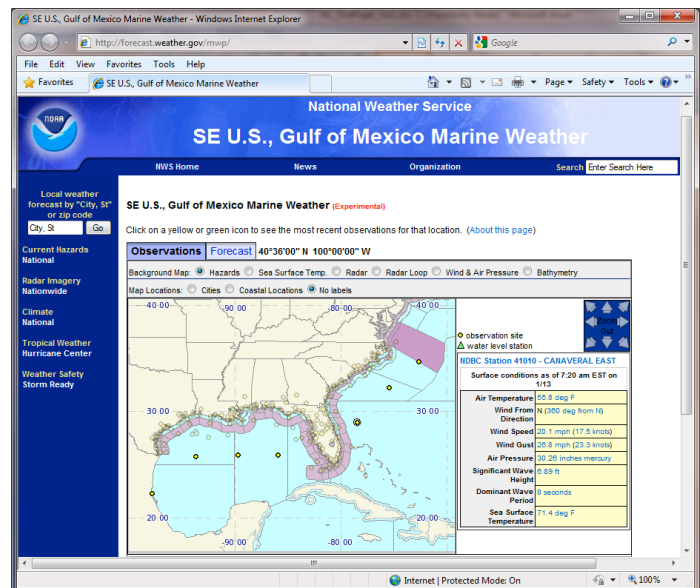 SE U.S., Gulf of Mexico Marine Weather - Windows Internet Explorer
http://forecast.weather.gov/mwp/
Google
File Edit View Favorites Tools Help
Favorites SE U.S., Gulf of Mexico Marine Weather Page Safety Tools
NOAA
National Weather Service
SE U.S., Gulf of Mexico Marine Weather
NWS Home News Organization Search Enter Search Here
Local weather
forecast by "City, St"
or zip code
City, St Go
Current Hazards
National
Radar Imagery
Nationwide
Climate
National
Tropical Weather
Hurricane Center
Weather Safety
Storm Ready
SE U.S., Gulf of Mexico Marine Weather (Experimental)
Click on a yellow or green icon to see the most recent observations for that location. (About this page)
Observations Forecast 40°36'00" N 100°00'00" W
Background Map: Hazards Sea Surface Temp. Radar Radar Loop Wind & Air Pressure Bathymetry
Map Locations: Cities Coastal Locations No labels
40 00 -90 00 -80 00 40 00
30 00 30 00
20 00 -90 00 -80 00 20 00
Zoom
Out
observation site
water level station
NDBC Station 41010 - CANAVERAL EAST
Surface conditions as of 7:20 am EST on
1/13
Air Temperature 55.8 deg F
Wind From
Direction N (360 deg from N)
Wind Speed 20.1 mph (17.5 knots)
Wind Gust 26.8 mph (23.3 knots)
Air Pressure 30.26 inches mercury
Significant Wave
Height 6.89 ft
Dominant Wave
Period 8 seconds
Sea Surface
Temperature 71.4 deg F
Internet | Protected Mode: On 100%